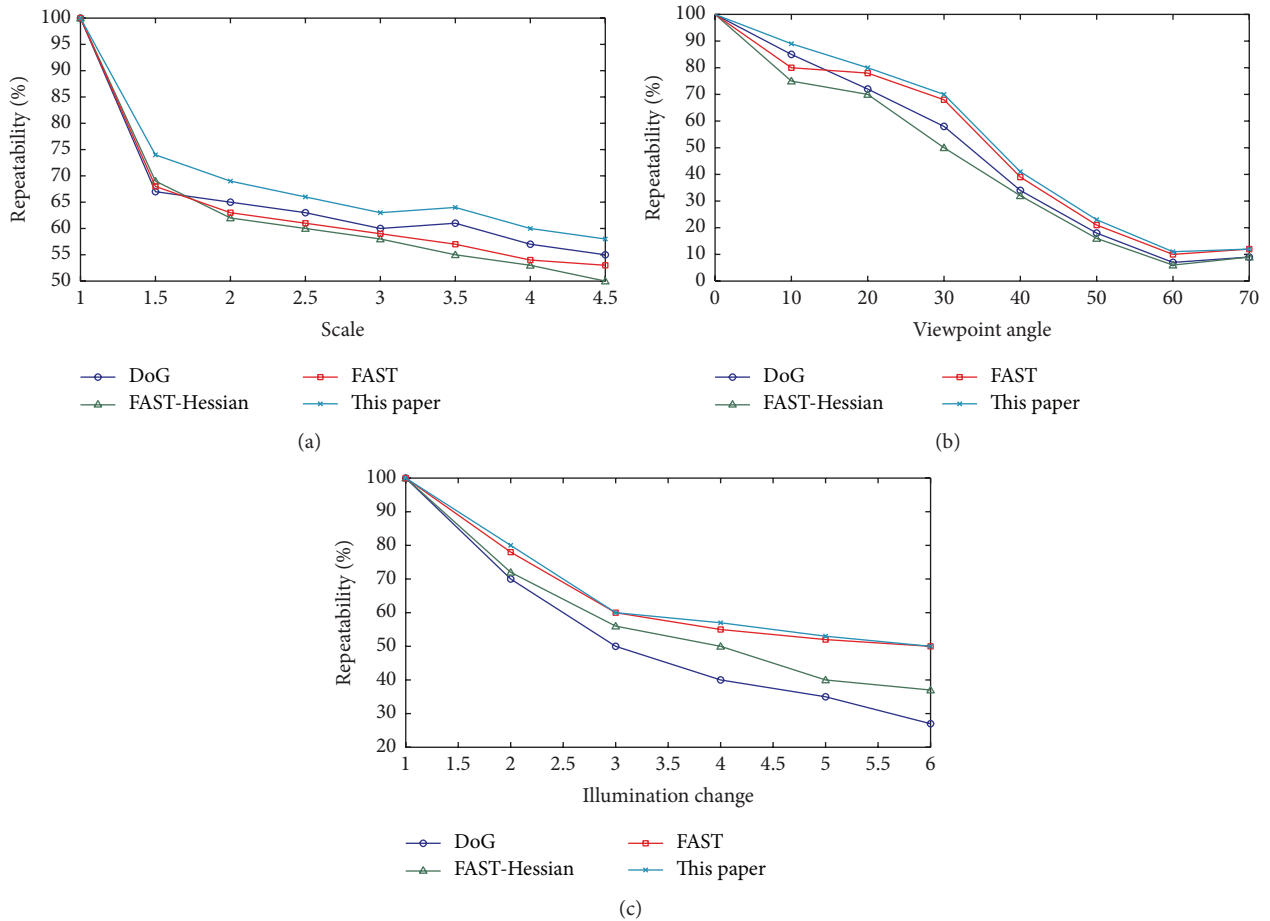 100
95
90
85
80
75
70
65
60
55
50
Repeatability (%)
1 1.5 2 2.5 3 3.5 4 4.5
Scale
DoG FAST
FAST-Hessian This paper
(a)
100
90
80
70
60
50
40
30
20
10
0
Repeatability (%)
0 10 20 30 40 50 60 70
Viewpoint angle
DoG FAST
FAST-Hessian This paper
(b)
100
90
80
70
60
50
40
30
20
Repeatability (%)
1 1.5 2 2.5 3 3.5 4 4.5 5 5.5 6
Illumination change
DoG FAST
FAST-Hessian This paper
(c)